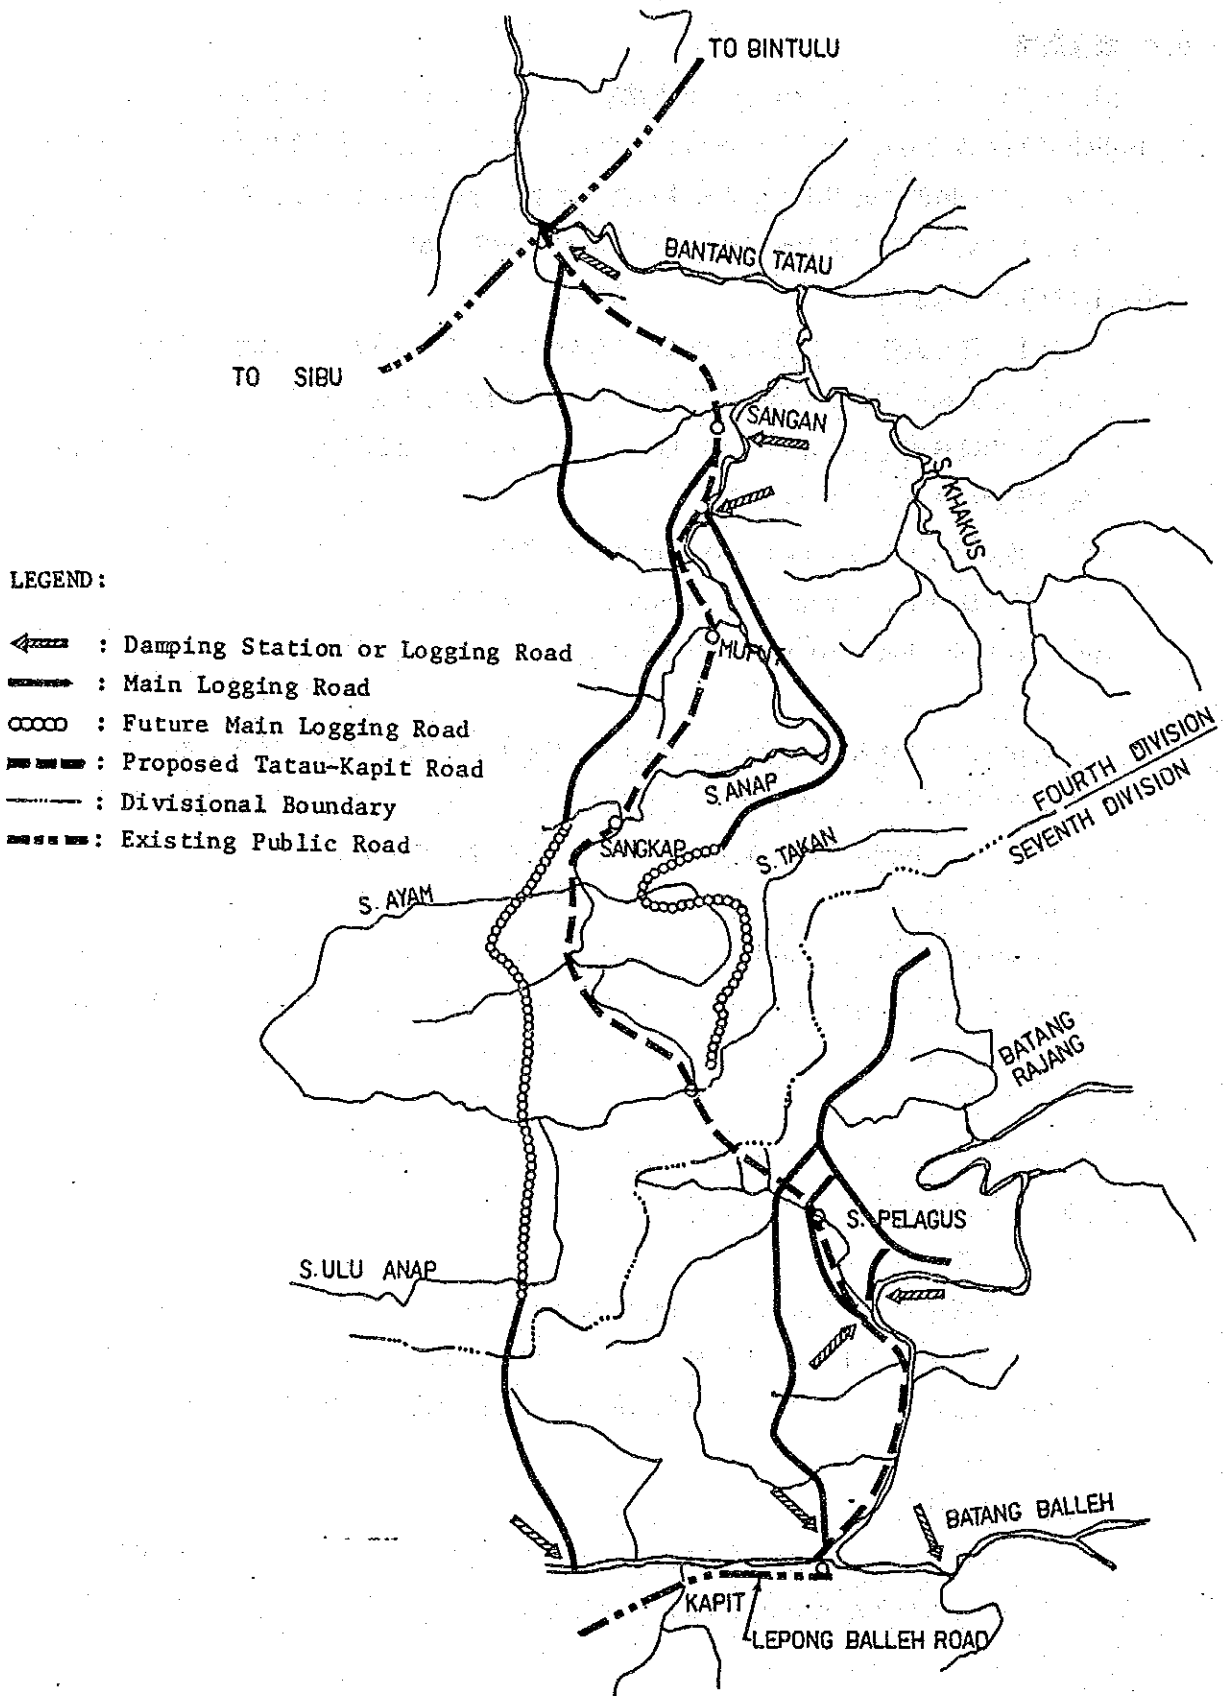 TO BINTULU
BANTANG TATAU
TO SIBU
SANGAN
S. KHAKUS
LEGEND:
: Damping Station or Logging Road
: Main Logging Road
: Future Main Logging Road
: Proposed Tatau-Kapit Road
: Divisional Boundary
: Existing Public Road
S. ANAP
FOURTH DIVISION
SEVENTH DIVISION
SANGKAP
S. TAKAN
S. AYAM
BATANG
RAJANG
S. PELAGUS
S. ULU ANAP
BATANG BALLEH
KAPIT
LEPONG BALLEH ROAD